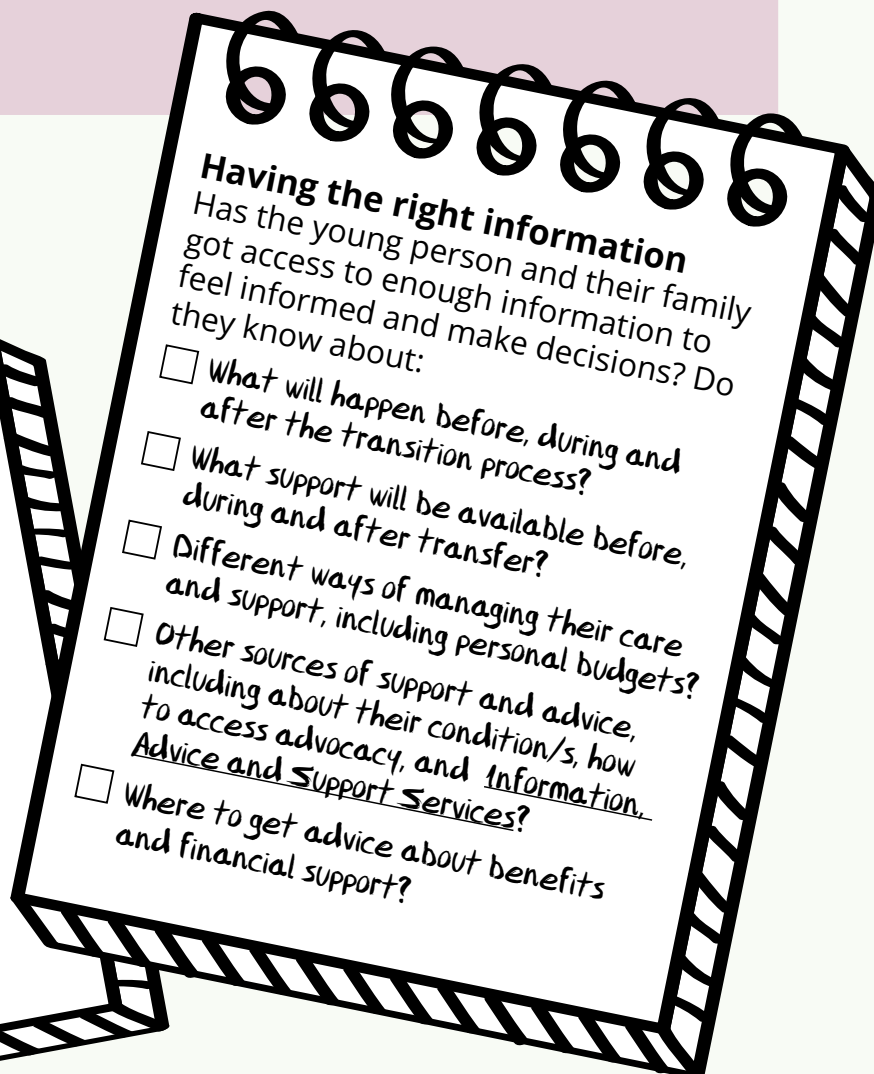 Having the right information
Has the young person and their family
got access to enough information to
feel informed and make decisions? Do
they know about:
What will happen before, during and
after the transition process?
What support will be available before,
during and after transfer?
Different ways of managing their care
and support, including personal budgets?
Other sources of support and advice,
including about their condition/s, how
to access advocacy, and Information,
Advice and Support Services?
Where to get advice about benefits
and financial support?